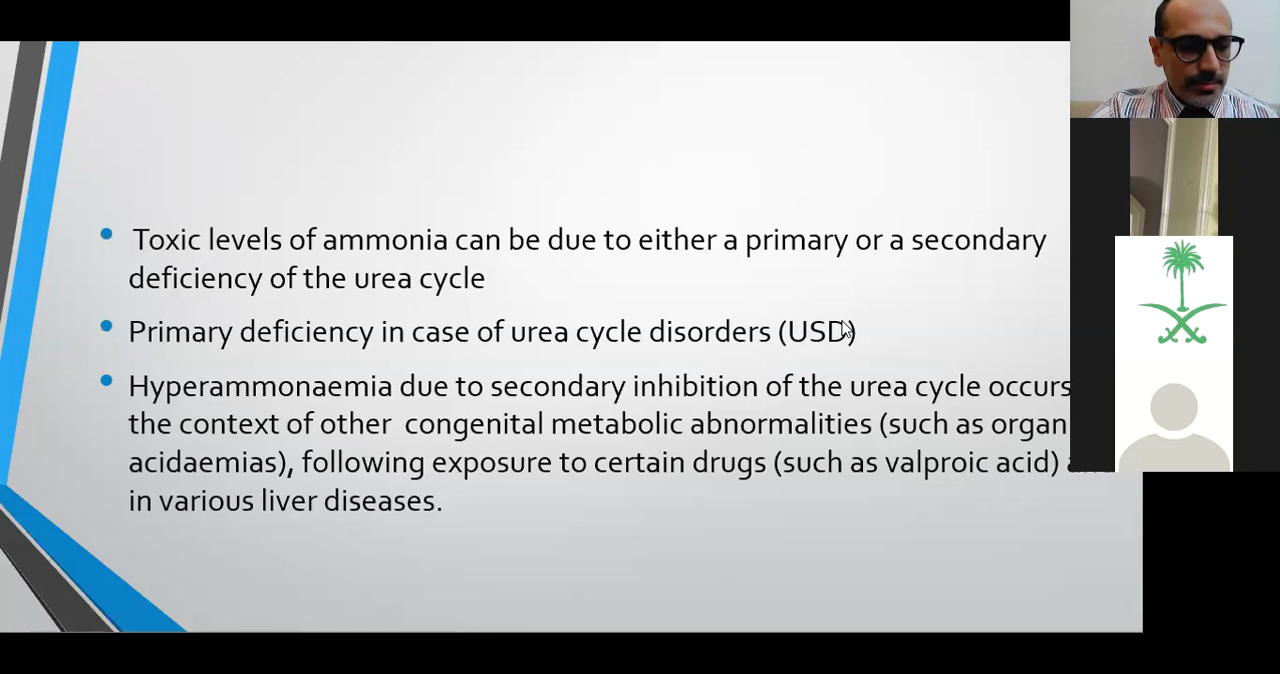 Toxic levels of ammonia can be due to either a primary or a secondary
deficiency of the urea cycle
Primary deficiency in case of urea cycle disorders (USD)
Hyperammonaemia due to secondary inhibition of the urea cycle occurs
the context of other congenital metabolic abnormalities (such as organ
acidaemias), following exposure to certain drugs (such as valproic acid)
in various liver diseases.